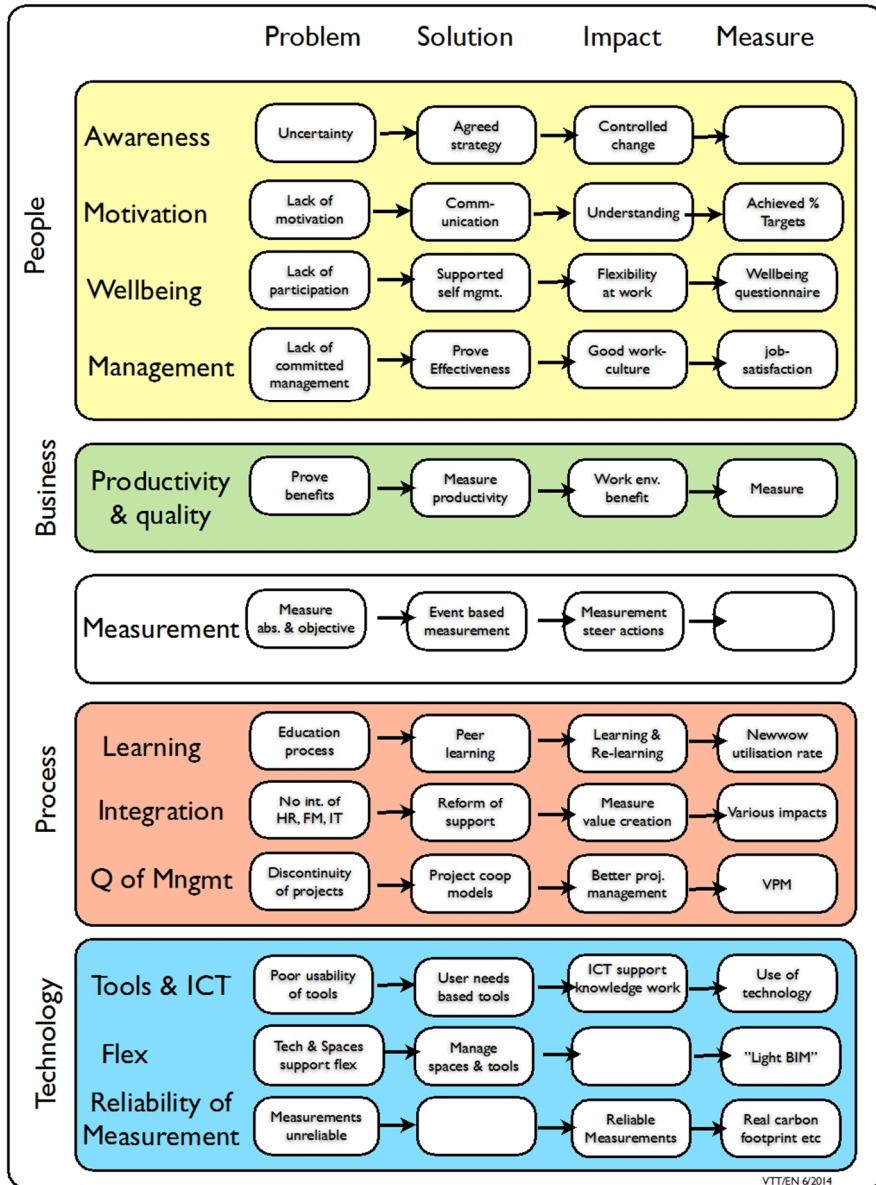 Problem Solution Impact Measure
People
Awareness
Uncertainty
Agreed
strategy
Controlled
change
Motivation
Lack of
motivation
Comm-
unication
Understanding
Achieved %
Targets
Wellbeing
Lack of
participation
Supported
self mgmt.
Flexibility
at work
Wellbeing
questionnaire
Management
Lack of
committed
management
Prove
Effectiveness
Good work-
culture
job-
satisfaction
Business
Productivity
& quality
Prove
benefits
Measure
productivity
Work env.
benefit
Measure
Measurement
Measure
abs. & objective
Event based
measurement
Measurement
steer actions
Process
Learning
Education
process
Peer
learning
Learning &
Re-learning
Newwow
utilisation rate
Integration
No int. of
HR, FM, IT
Reform of
support
Measure
value creation
Various impacts
Q of Mngmt
Discontinuity
of projects
Project coop
models
Better proj.
management
VPM
Technology
Tools & ICT
Poor usability
of tools
User needs
based tools
ICT support
knowledge work
Use of
technology
Flex
Tech & Spaces
support flex
Manage
spaces & tools
"Light BIM"
Reliability of
Measurement
Measurements
unreliable
Reliable
Measurements
Real carbon
footprint etc
VTT/EN 6/2014